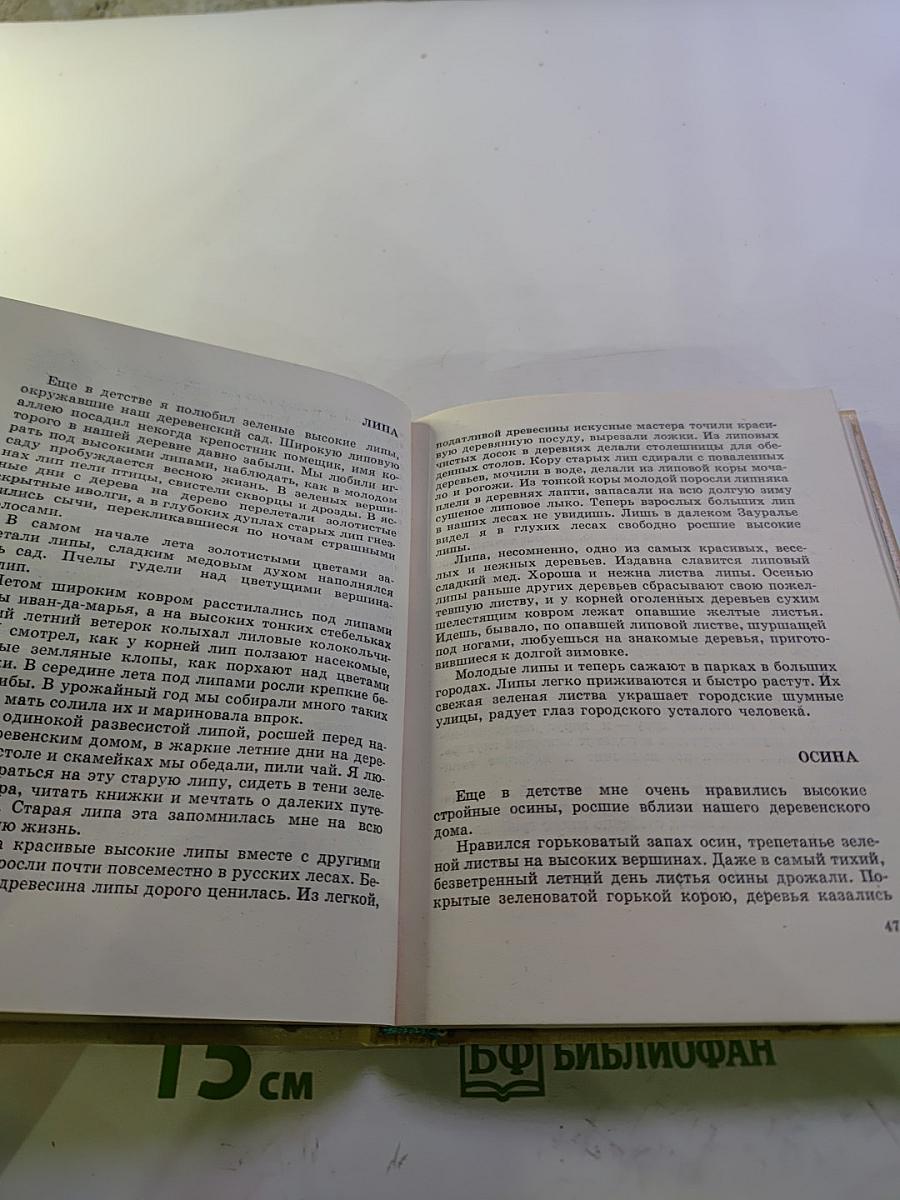 ЛИПА
Еще в детстве я полюбил зеленые высокие липы,
окружавшие наш деревенский сад. Широкую липовую
аллею посадил некогда крепостник помещик, имя ко-
торого в нашей деревне давно забыли. Мы любили иг-
рать под высокими липами, наблюдать, как в молодом
саду пробуждается весною жизнь. В зеленых верши-
нах лип пели птицы, свистели скворцы и дрозды. В яс-
ные дни с дерева на дерево перелетали золотистые
скрытные иволги, а в глубоких дуплах старых лип гнез-
дились сычи, перекликавшиеся по ночам страшными
олосами.
В самом начале лета золотистыми цветами за-
етали липы, сладким медовым духом наполнялся
ь сад. Пчелы гудели над цветущими вершина-
лип.
Летом широким ковром расстилались под липами
ы иван-да-марья, а на высоких тонких стебельках
ий летний ветерок колыхал лиловые колокольчи-
смотрел, как у корней лип ползают насекомые,
ые земляные клопы, как порхают над цветами
ки. В середине лета под липами росли крепкие бе-
ибы. В урожайный год мы собирали много таких
мать солила их и мариновала впрок.
одинокой развесистой липой, росшей перед на-
ревенским домом, в жаркие летние дни на дере-
столе и скамейках мы обедали, пили чай. Я лю-
раться на эту старую липу, сидеть в тени зеле-
ра, читать книжки и мечтать о далеких путе-
Старая липа эта запомнилась мне на всю
ую жизнь.
а красивые высокие липы вместе с другими
росли почти повсеместно в русских лесах. Бе-
древесина липы дорого ценилась. Из легкой,
податливой древесины искусные мастера точили краси-
вую деревянную посуду, вырезали ложки. Из липовых
чистых досок в деревнях делали столешницы для обе-
денных столов. Кору старых лип сдирали с поваленных
деревьев, мочили в воде, делали из липовой коры моча-
ло и рогожи. Из тонкой коры молодой поросли липняка
плели в деревнях лапти, запасали на всю долгую зиму
сушеное липовое лыко. Теперь взрослых больших лип
в наших лесах не увидишь. Лишь в далеком Зауралье
видел я в глухих лесах свободно росшие высокие
липы.
Липа, несомненно, одно из самых красивых, весе-
лых и нежных деревьев. Издавна славится липовый
сладкий мед. Хороша и нежна листва липы. Осенью
липы раньше других деревьев сбрасывают свою пожел-
тевшую листву, и у корней оголенных деревьев сухим
шелестящим ковром лежат опавшие желтые листья.
Идешь, бывало, по опавшей липовой листве, шуршащей
под ногами, любуешься на знакомые деревья, пригото-
вившиеся к долгой зимовке.
Молодые липы и теперь сажают в парках в больших
городах. Липы легко приживаются и быстро растут. Их
свежая зеленая листва украшает городские шумные
улицы, радует глаз городского усталого человека.
ОСИНА
Еще в детстве мне очень нравились высокие
стройные осины, росшие вблизи нашего деревенского
дома.
Нравился горьковатый запах осин, трепетанье зеле-
ной листвы на высоких вершинах. Даже в самый тихий,
безветренный летний день листья осины дрожали. По-
крытые зеленоватой горькой корою, деревья казались
47
15 см
БФ БИБЛИОФАН